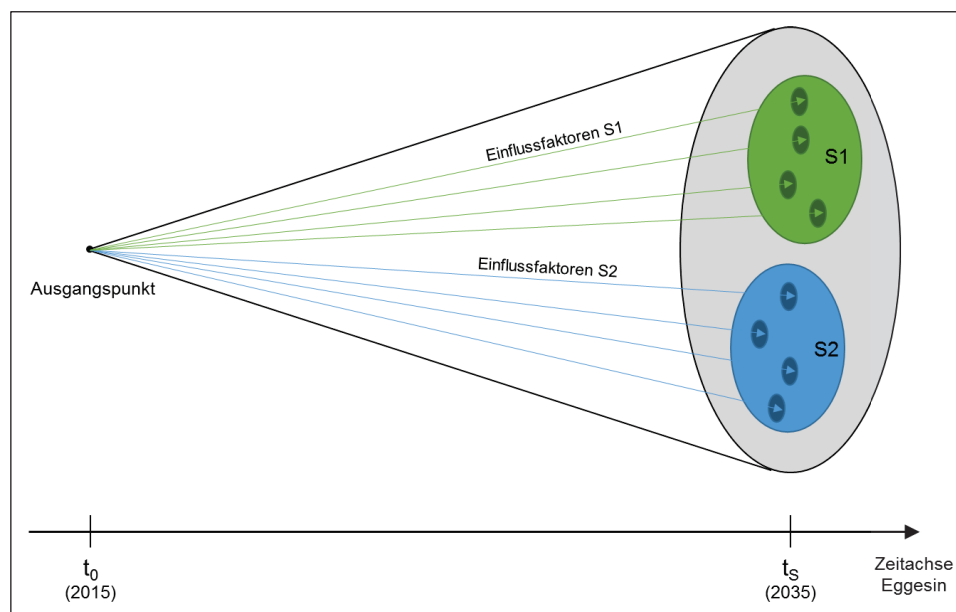 Einflussfaktoren S1
S1
Ausgangspunkt
Einflussfaktoren S2
S2
t0
(2015)
tS
(2035)
Zeitachse
Eggesin